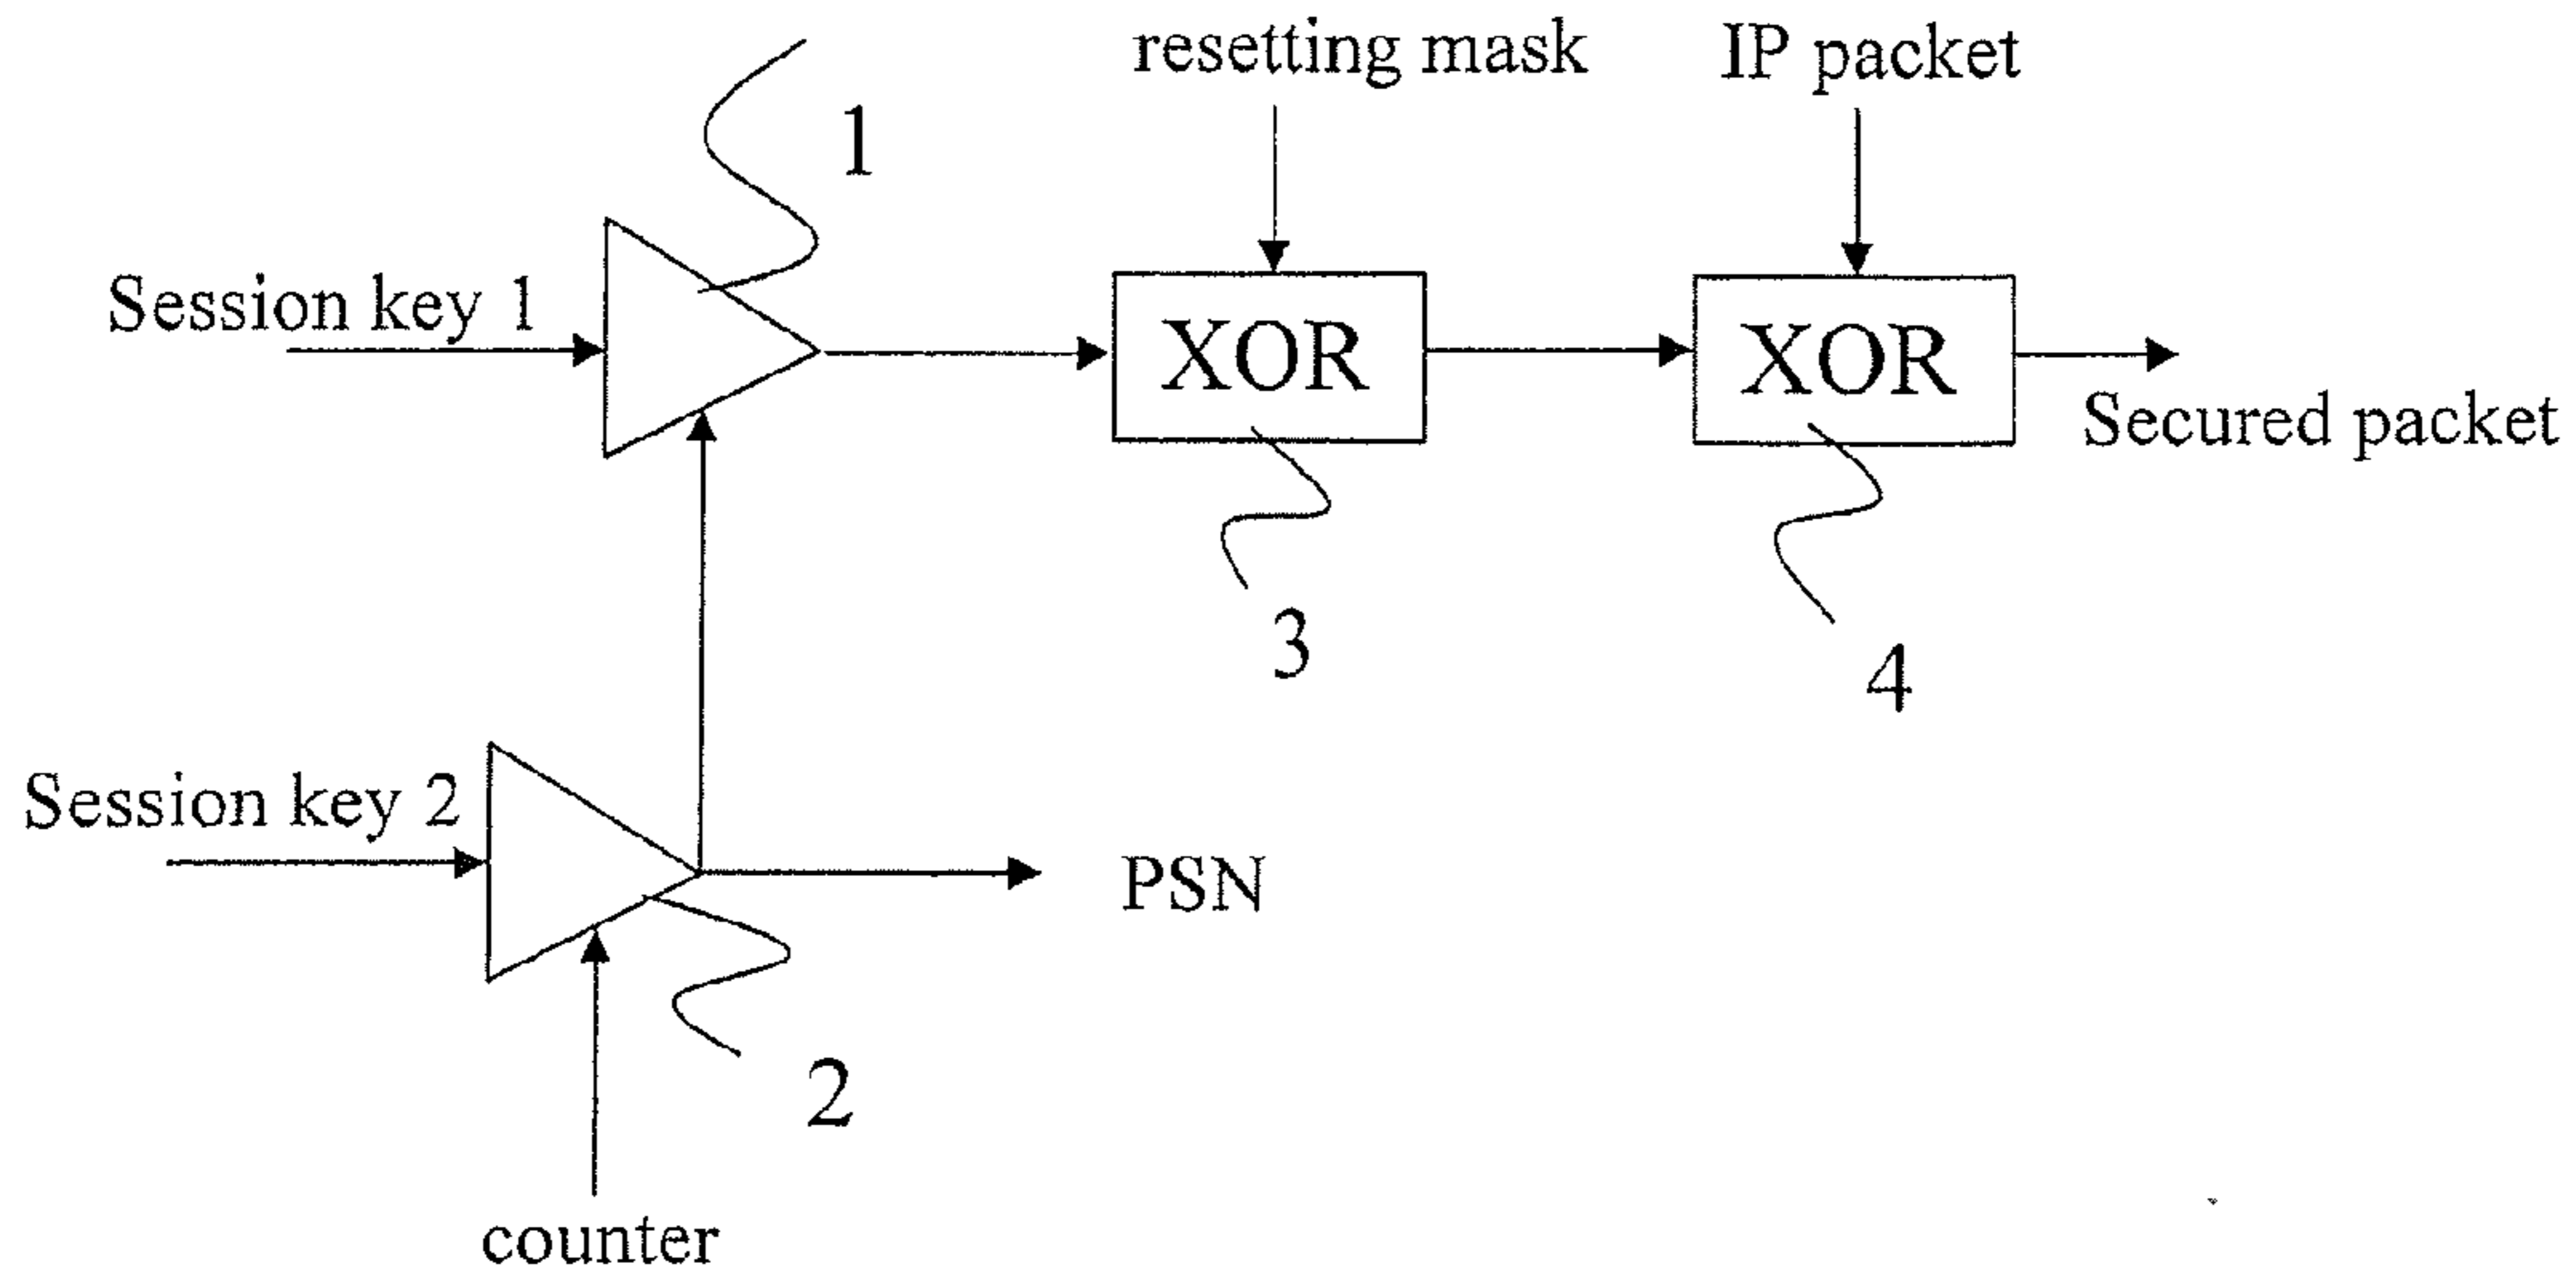 resetting mask
IP packet
1
Session key 1
XOR
XOR
Secured packet
3
4
Session key 2
PSN
2
counter